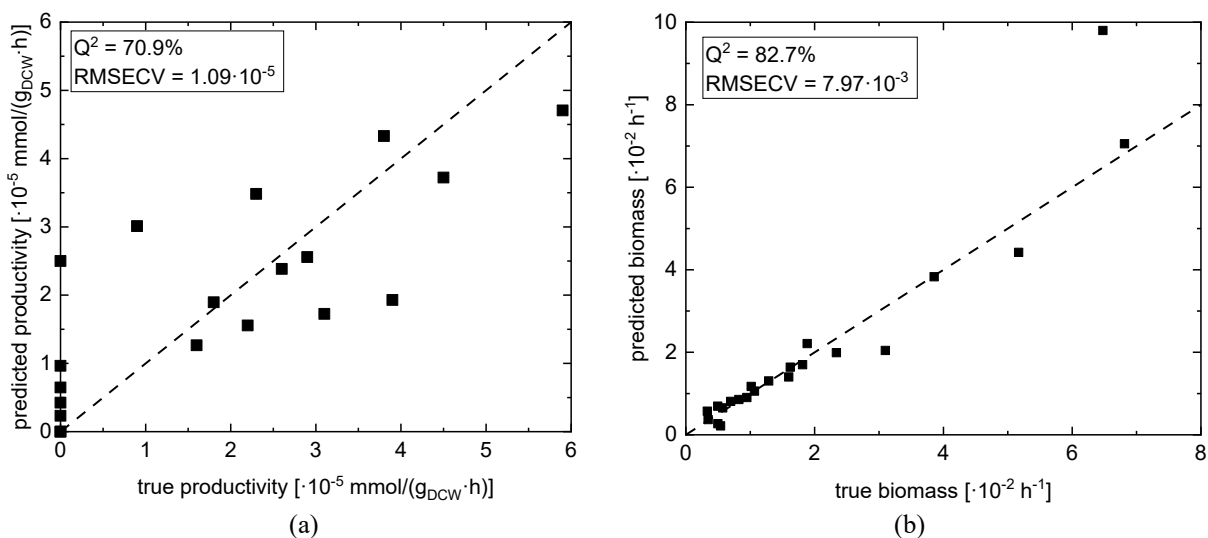 Q² = 70.9%
RMSECV = 1.09·10⁻⁵
predicted productivity [·10⁻⁵ mmol/(g_DCW·h)]
6
5
4
3
2
1
0
0 1 2 3 4 5 6
true productivity [·10⁻⁵ mmol/(g_DCW·h)]
(a)
Q² = 82.7%
RMSECV = 7.97·10⁻³
predicted biomass [·10⁻² h⁻¹]
10
8
6
4
2
0
0 2 4 6 8
true biomass [·10⁻² h⁻¹]
(b)